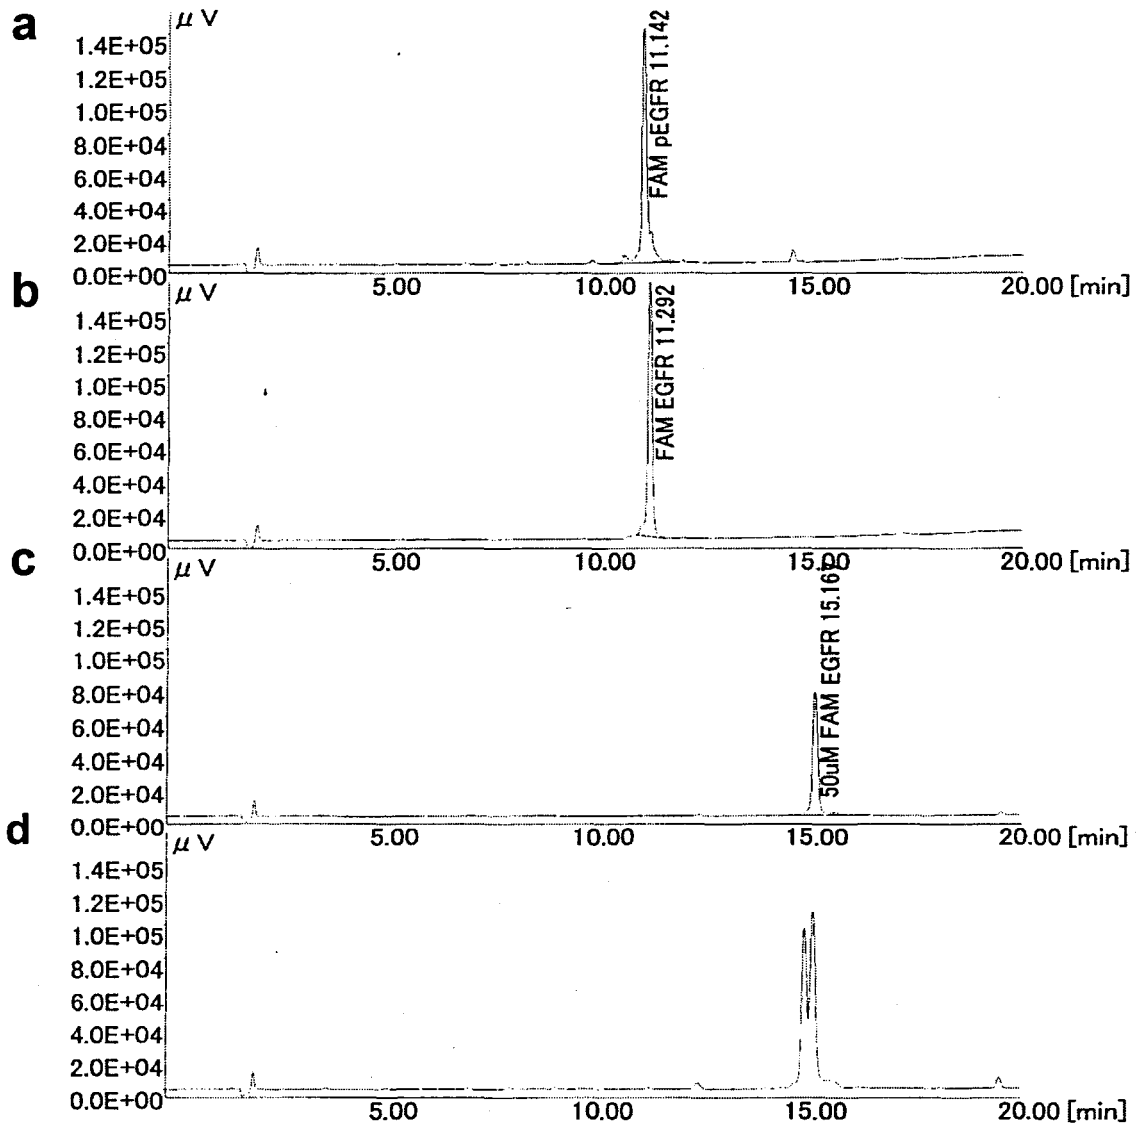 a
μV
1.4E+05
1.2E+05
1.0E+05
8.0E+04
6.0E+04
4.0E+04
2.0E+04
0.0E+00
FAM pEGFR 11.142
5.00 10.00 15.00 20.00 [min]
b
μV
1.4E+05
1.2E+05
1.0E+05
8.0E+04
6.0E+04
4.0E+04
2.0E+04
0.0E+00
FAM EGFR 11.292
5.00 10.00 15.00 20.00 [min]
c
μV
1.4E+05
1.2E+05
1.0E+05
8.0E+04
6.0E+04
4.0E+04
2.0E+04
0.0E+00
50uM FAM EGFR 15.167
5.00 10.00 15.00 20.00 [min]
d
μV
1.4E+05
1.2E+05
1.0E+05
8.0E+04
6.0E+04
4.0E+04
2.0E+04
0.0E+00
5.00 10.00 15.00 20.00 [min]